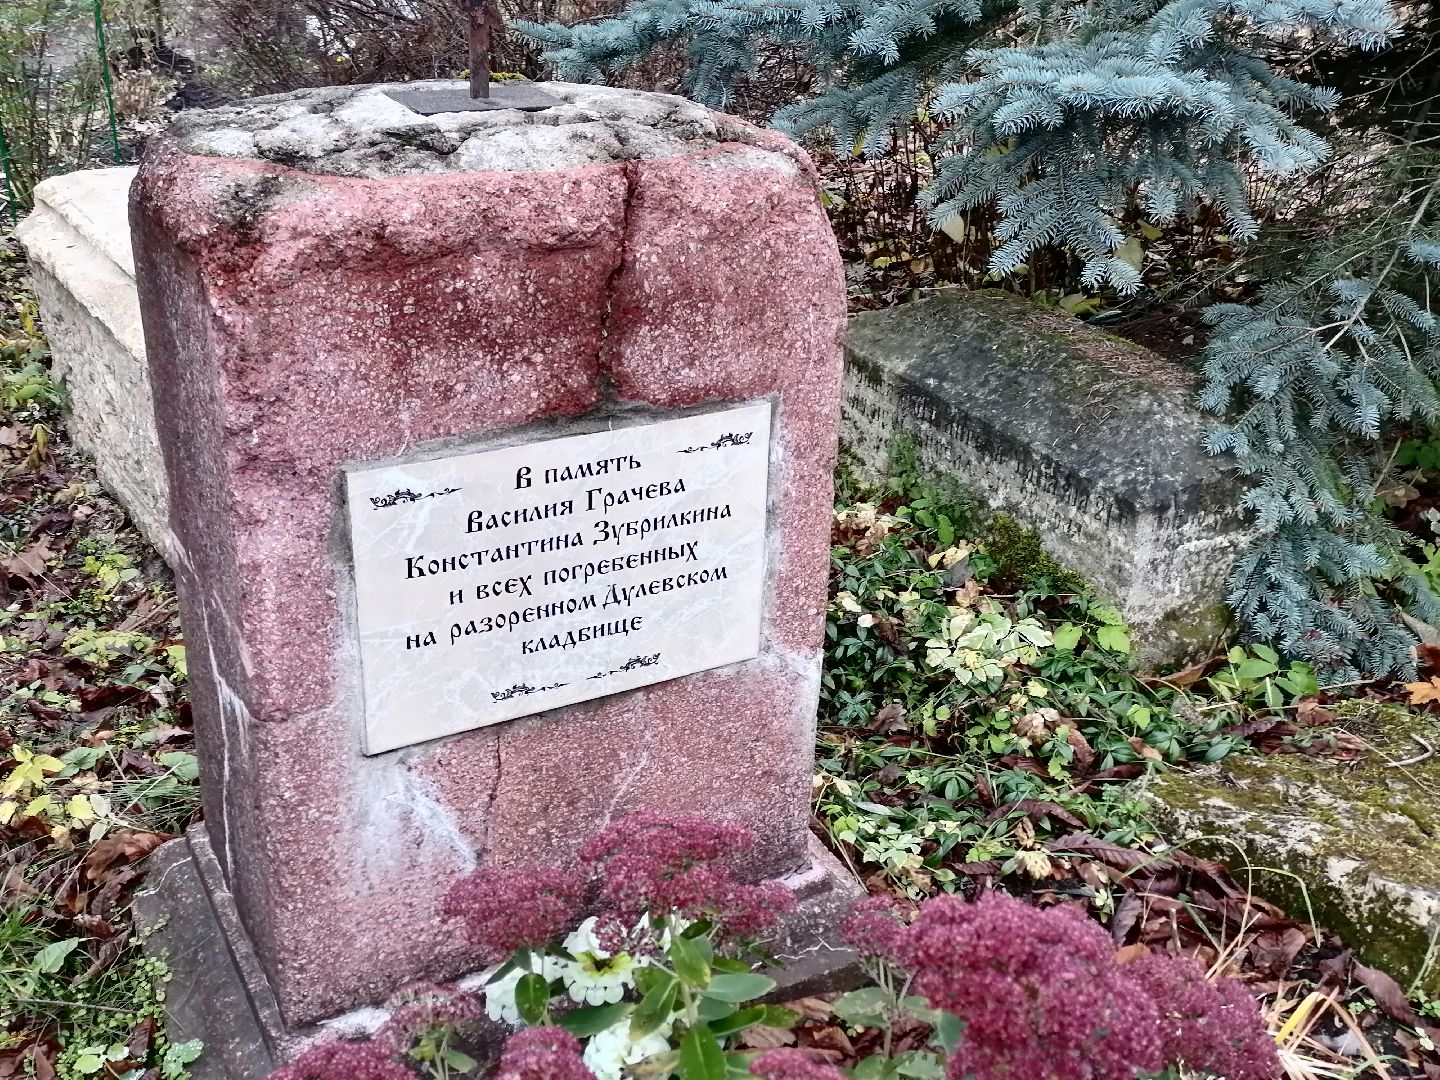 В память
Василия Грачева
Константина Зубрилкина
и всех погребенных
на разоренном Дулевском
кладбище